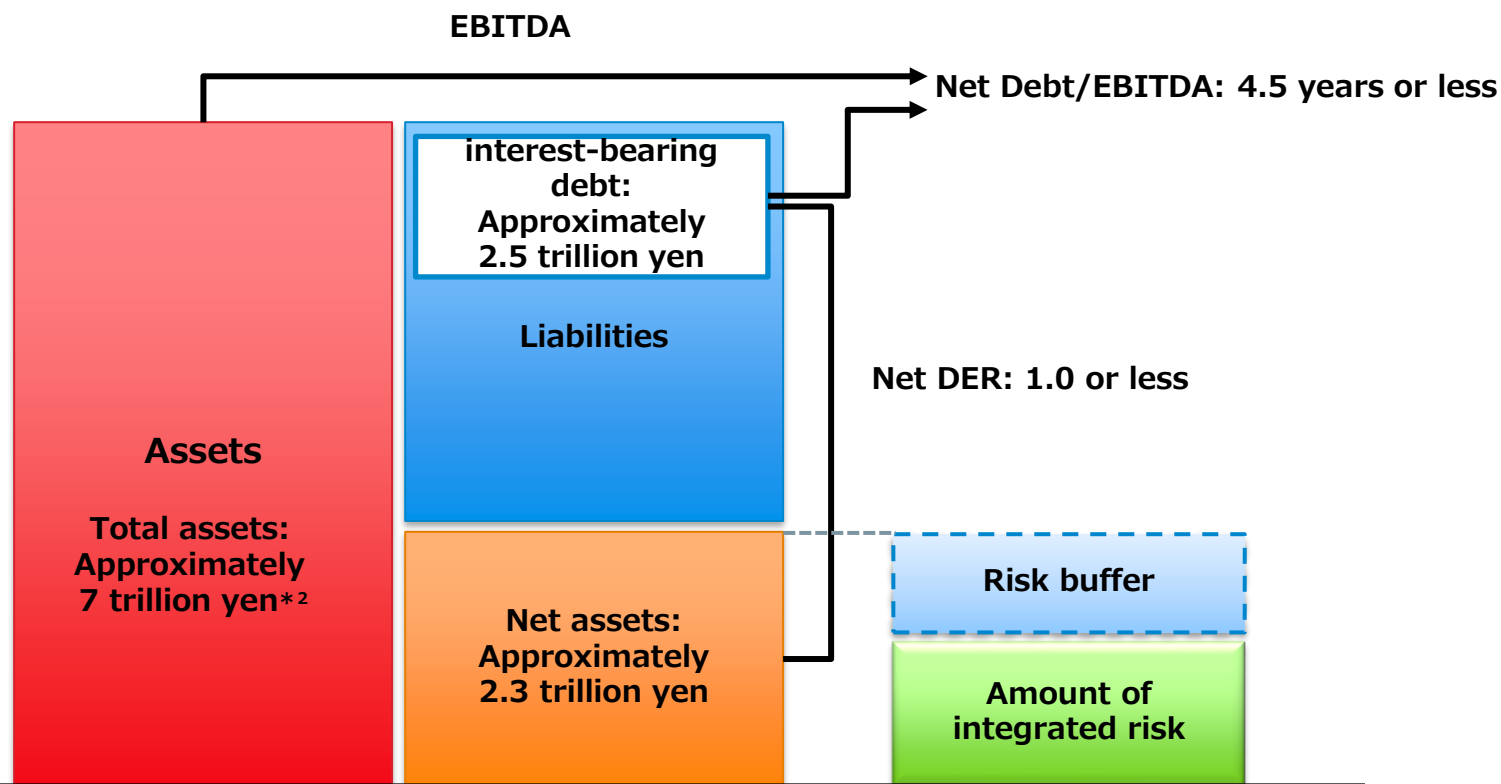 EBITDA
Net Debt/EBITDA: 4.5 years or less
interest-bearing
debt:
Approximately
2.5 trillion yen
Liabilities
Net DER: 1.0 or less
Assets
Total assets:
Approximately
7 trillion yen*2
Net assets:
Approximately
2.3 trillion yen
Risk buffer
Amount of
integrated risk